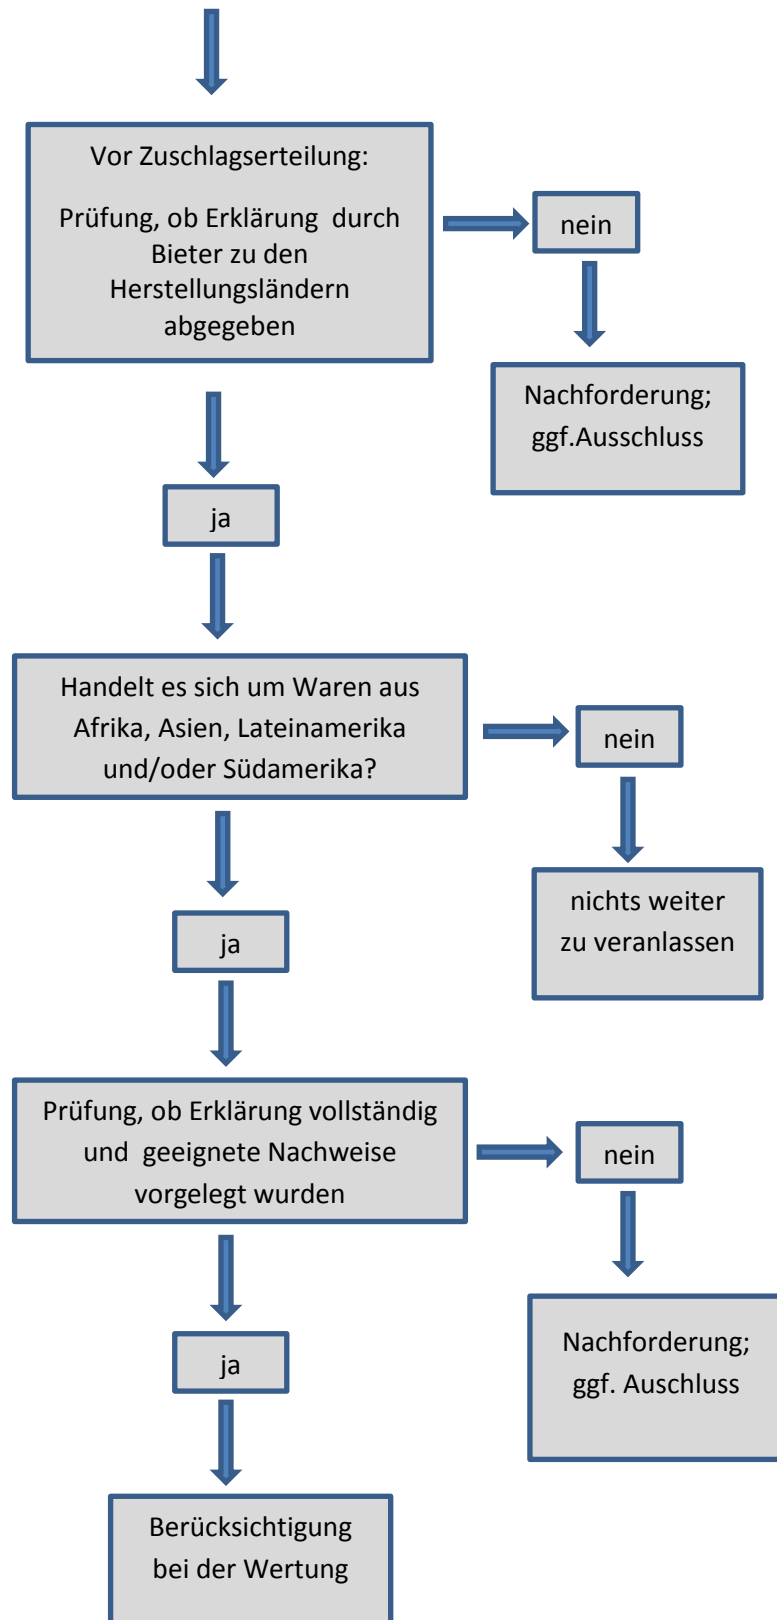 Vor Zuschlagserteilung:
Prüfung, ob Erklärung durch
Bieter zu den
Herstellungsländern
abgegeben
nein
Nachforderung;
ggf.Ausschluss
ja
Handelt es sich um Waren aus
Afrika, Asien, Lateinamerika
und/oder Südamerika?
nein
nichts weiter
zu veranlassen
ja
Prüfung, ob Erklärung vollständig
und geeignete Nachweise
vorgelegt wurden
nein
Nachforderung;
ggf. Auschluss
ja
Berücksichtigung
bei der Wertung